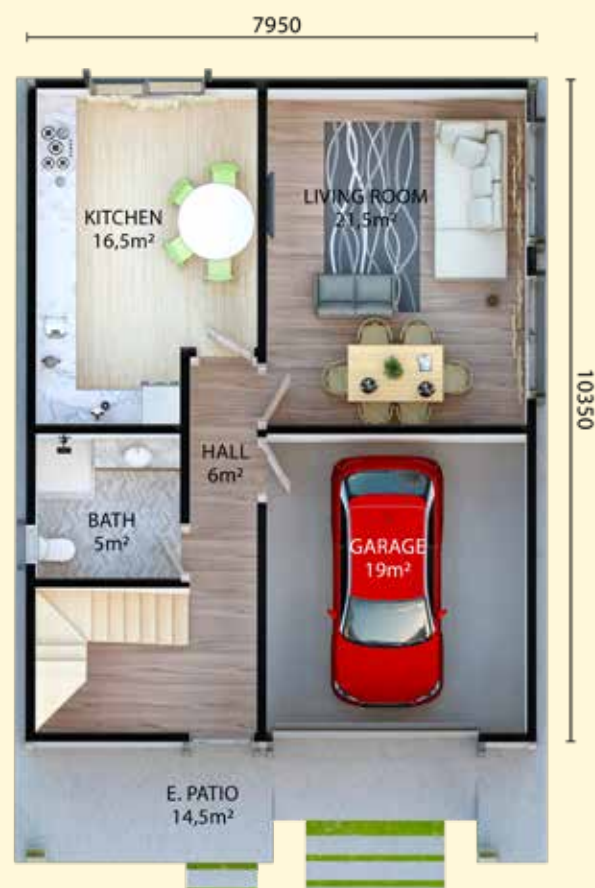 7950
KITCHEN
16,5m²
LIVING ROOM
21,5m²
10350
HALL
6m²
BATH
5m²
GARAGE
19m²
E. PATIO
14,5m²